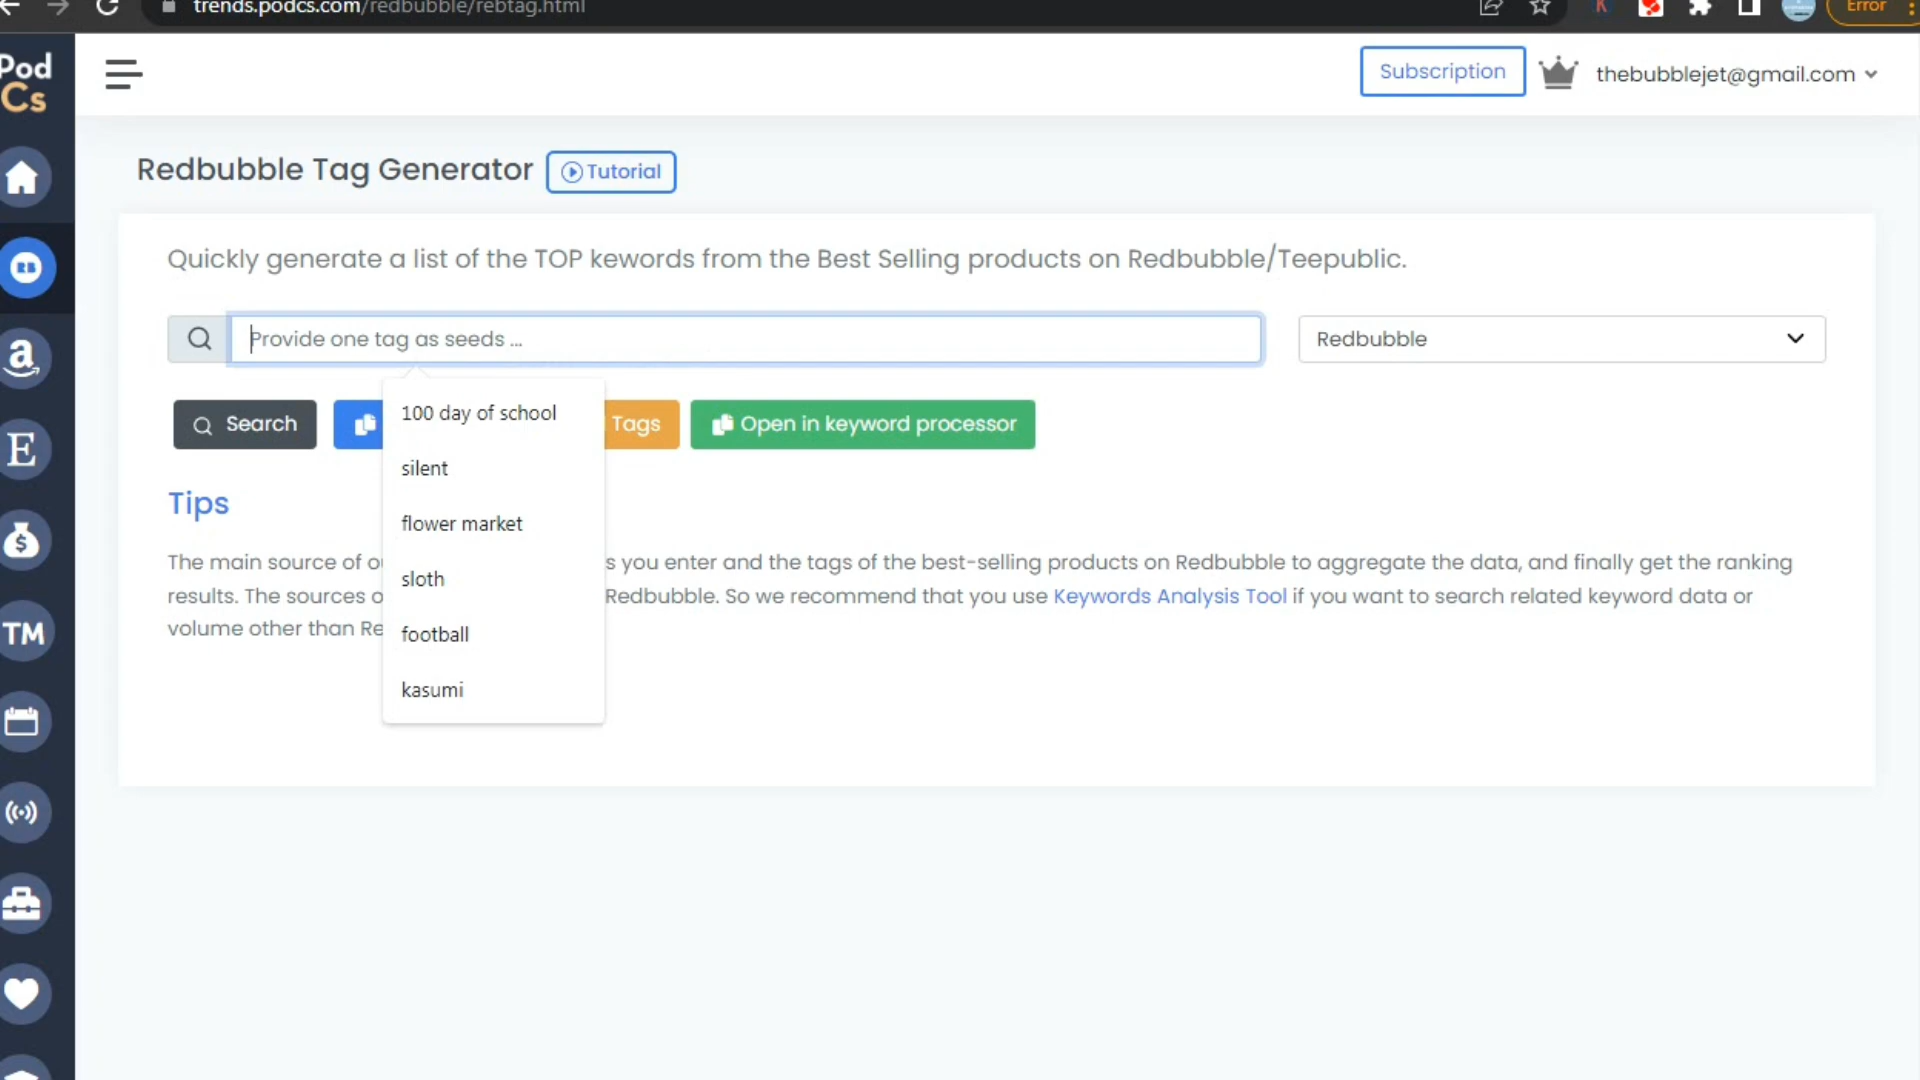 trends.podcs.com/redbubble/rebtag.html
Error
Pod
Cs
Subscription
thebubblejet@gmail.com
Redbubble Tag Generator
Tutorial
Quickly generate a list of the TOP kewords from the Best Selling products on Redbubble/Teepublic.
Provide one tag as seeds ...
Redbubble
Search
Tags
Open in keyword processor
100 day of school
silent
flower market
sloth
football
kasumi
Tips
The main source of s you enter and the tags of the best-selling products on Redbubble to aggregate the data, and finally get the ranking
results. The sources Redbubble. So we recommend that you use Keywords Analysis Tool if you want to search related keyword data or
volume other than
a
E
TM